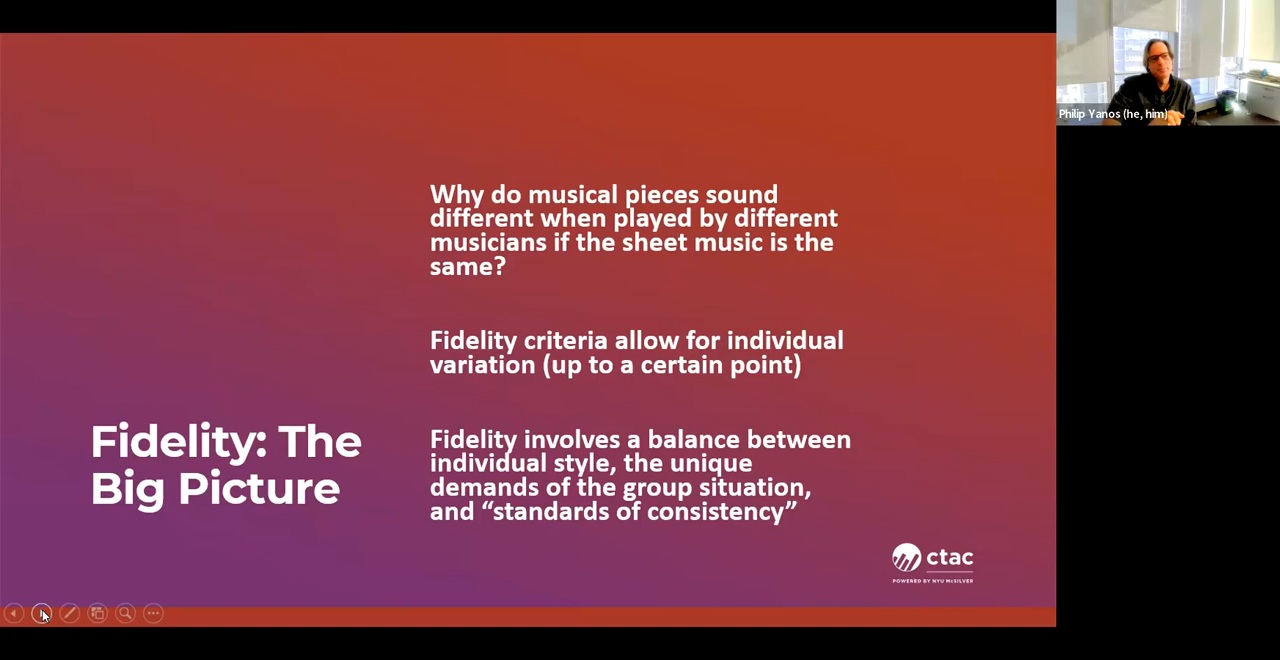 Philip Yanos (he, him)
Why do musical pieces sound
different when played by different
musicians if the sheet music is the
same?
Fidelity criteria allow for individual
variation (up to a certain point)
Fidelity: The
Big Picture
Fidelity involves a balance between
individual style, the unique
demands of the group situation,
and “standards of consistency”
ctac
POWERED BY NYU McSILVER